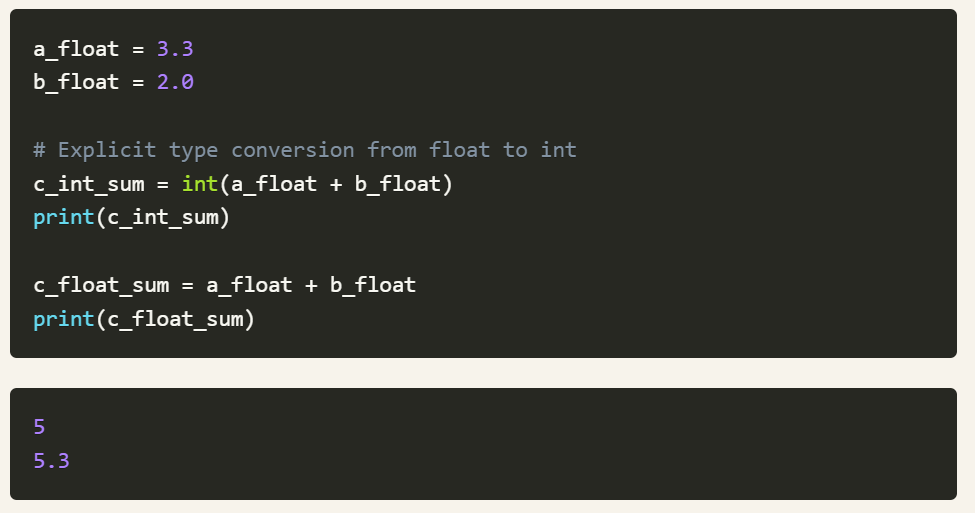 a_float = 3.3
b_float = 2.0
# Explicit type conversion from float to int
c_int_sum = int(a_float + b_float)
print(c_int_sum)
c_float_sum = a_float + b_float
print(c_float_sum)
5
5.3